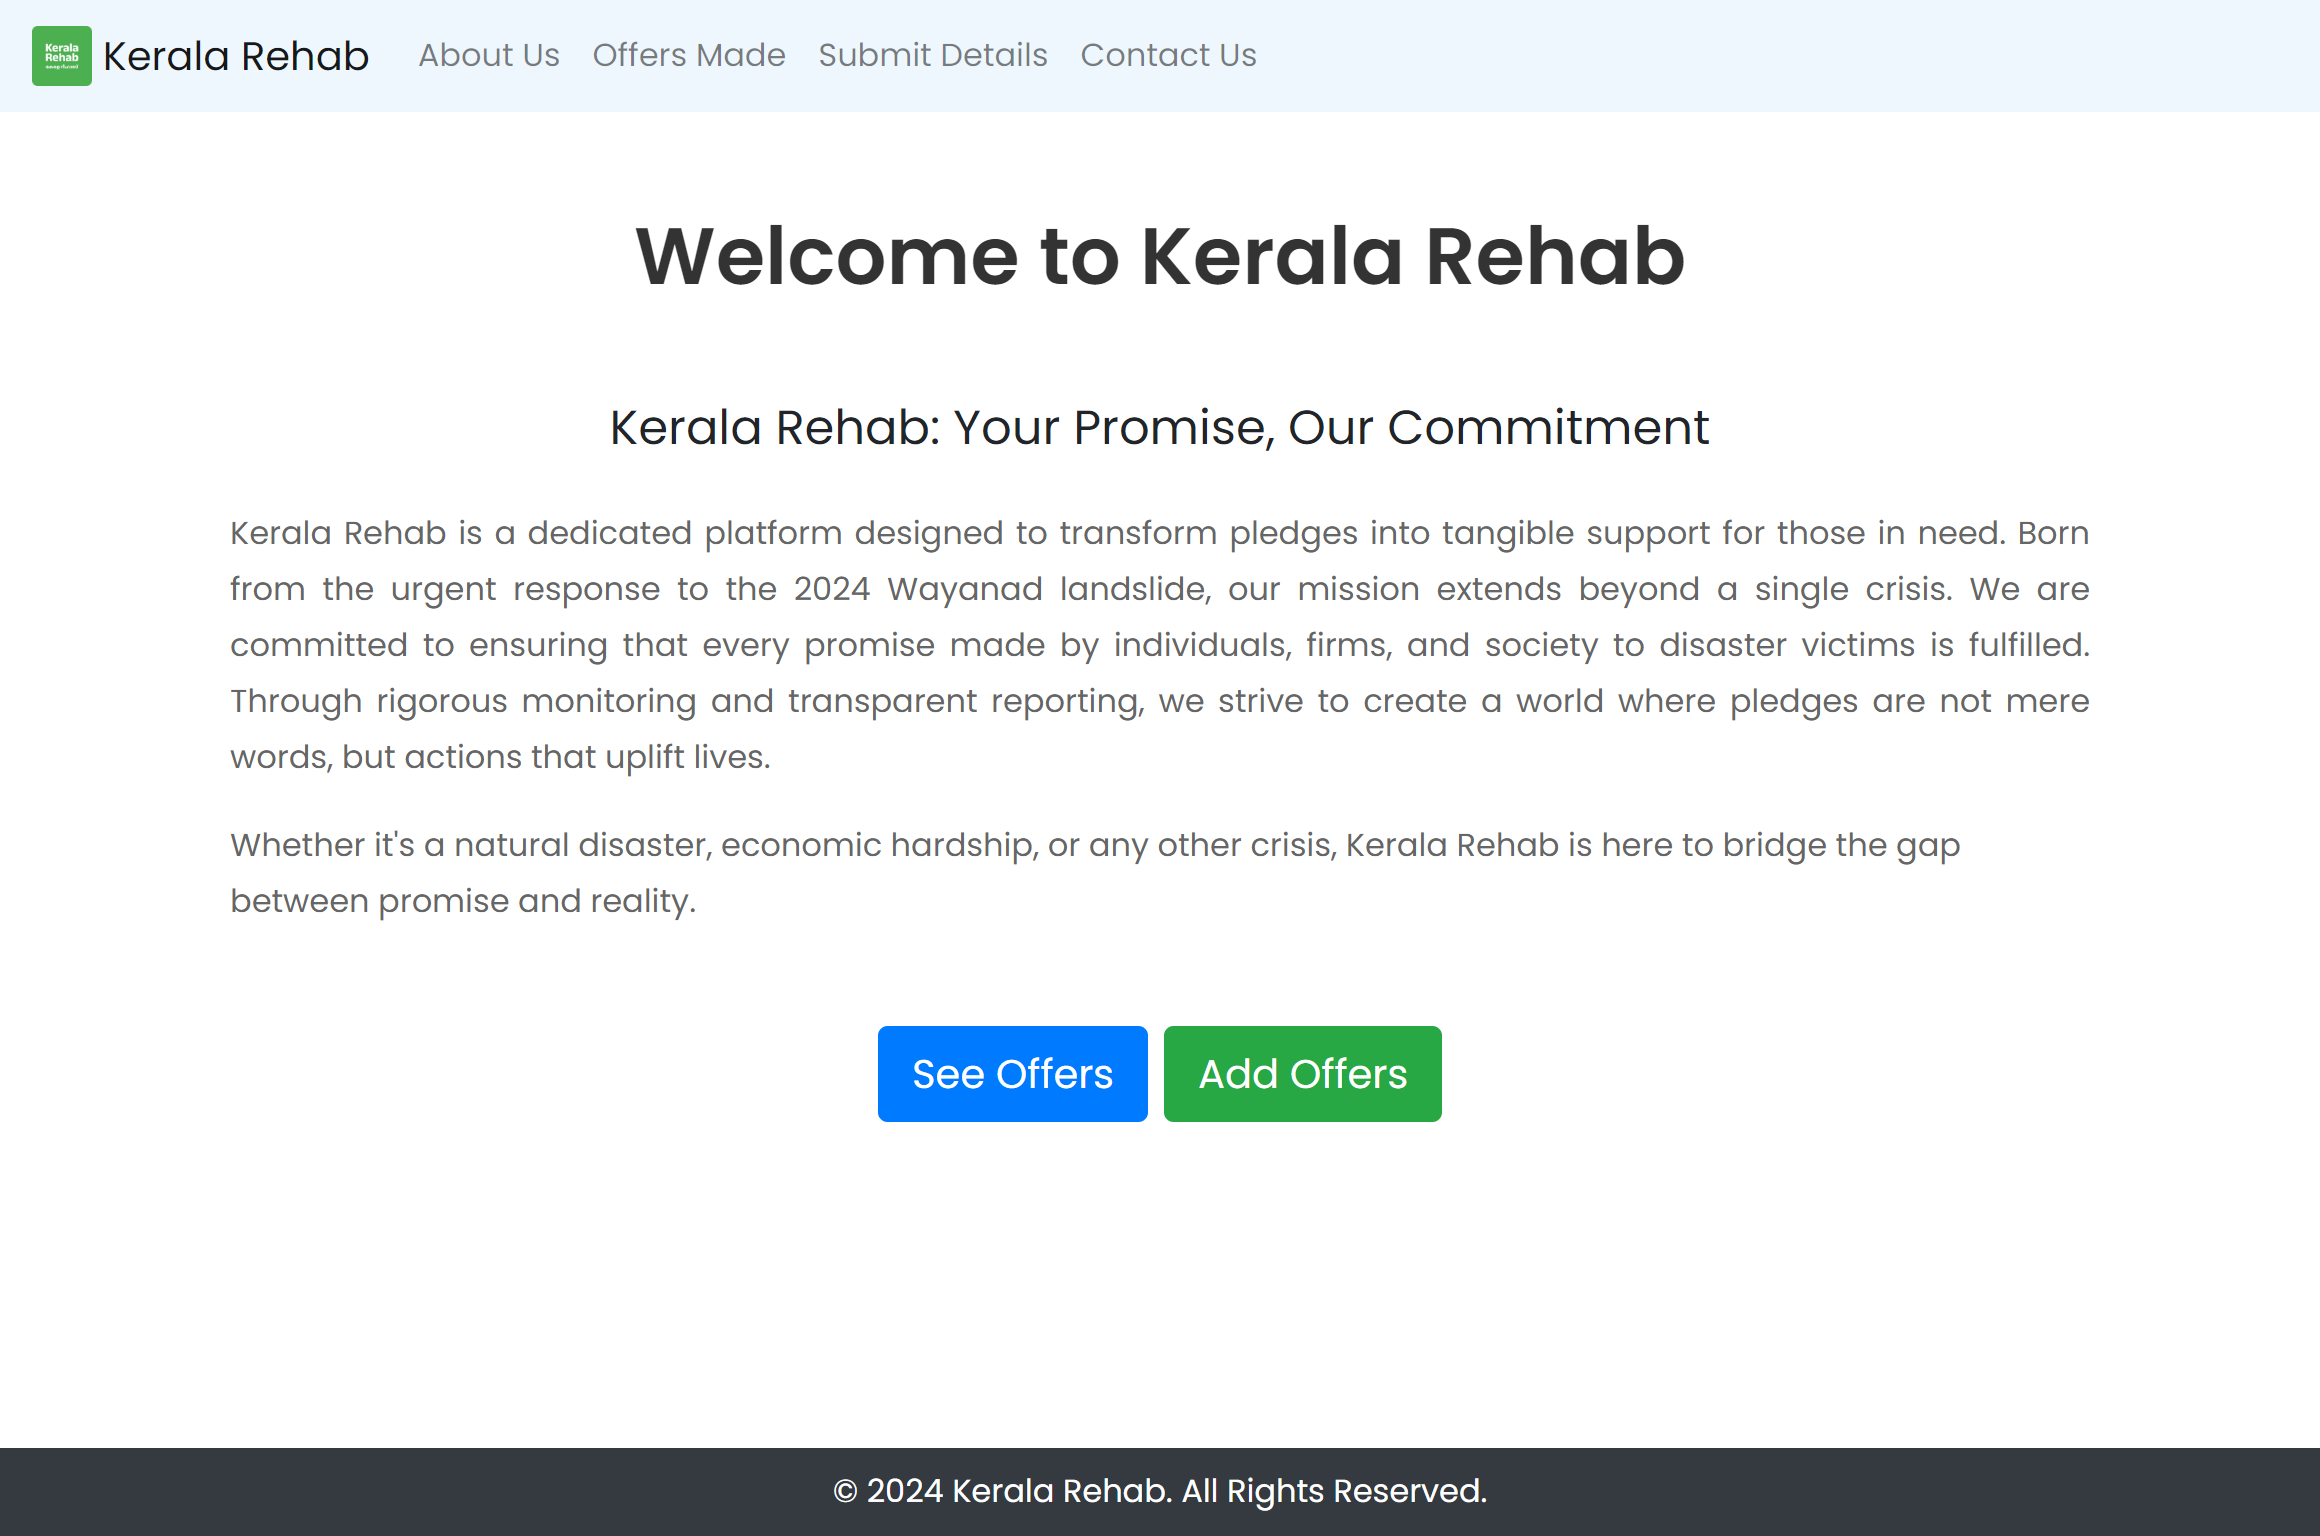 Kerala
Rehab
Kerala Rehab
About Us
Offers Made
Submit Details
Contact Us
Welcome to Kerala Rehab
Kerala Rehab: Your Promise, Our Commitment
Kerala Rehab is a dedicated platform designed to transform pledges into tangible support for those in need. Born
from the urgent response to the 2024 Wayanad landslide, our mission extends beyond a single crisis. We are
committed to ensuring that every promise made by individuals, firms, and society to disaster victims is fulfilled.
Through rigorous monitoring and transparent reporting, we strive to create a world where pledges are not mere
words, but actions that uplift lives.
Whether it's a natural disaster, economic hardship, or any other crisis, Kerala Rehab is here to bridge the gap
between promise and reality.
See Offers
Add Offers
© 2024 Kerala Rehab. All Rights Reserved.